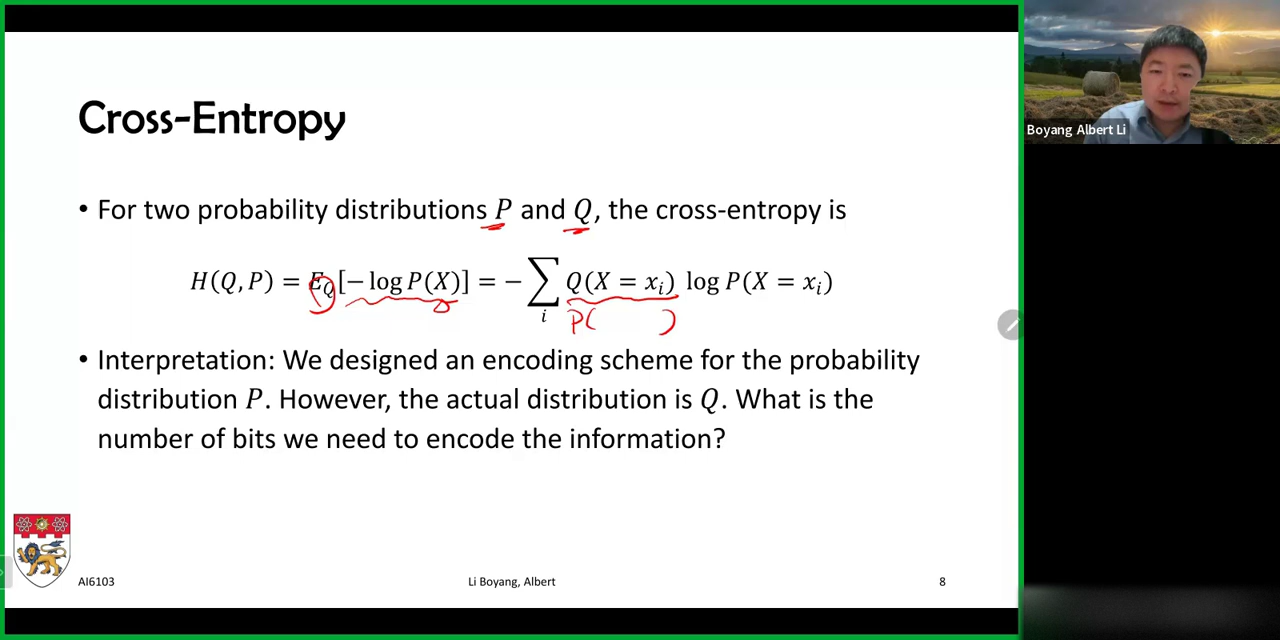 Cross-Entropy
• For two probability distributions P and Q, the cross-entropy is
H(Q, P) = E_Q[− log P(X)] = − ∑_i Q(X = x_i) log P(X = x_i)
P( )
• Interpretation: We designed an encoding scheme for the probability
distribution P. However, the actual distribution is Q. What is the
number of bits we need to encode the information?
AI6103
Li Boyang, Albert
8
Boyang Albert Li